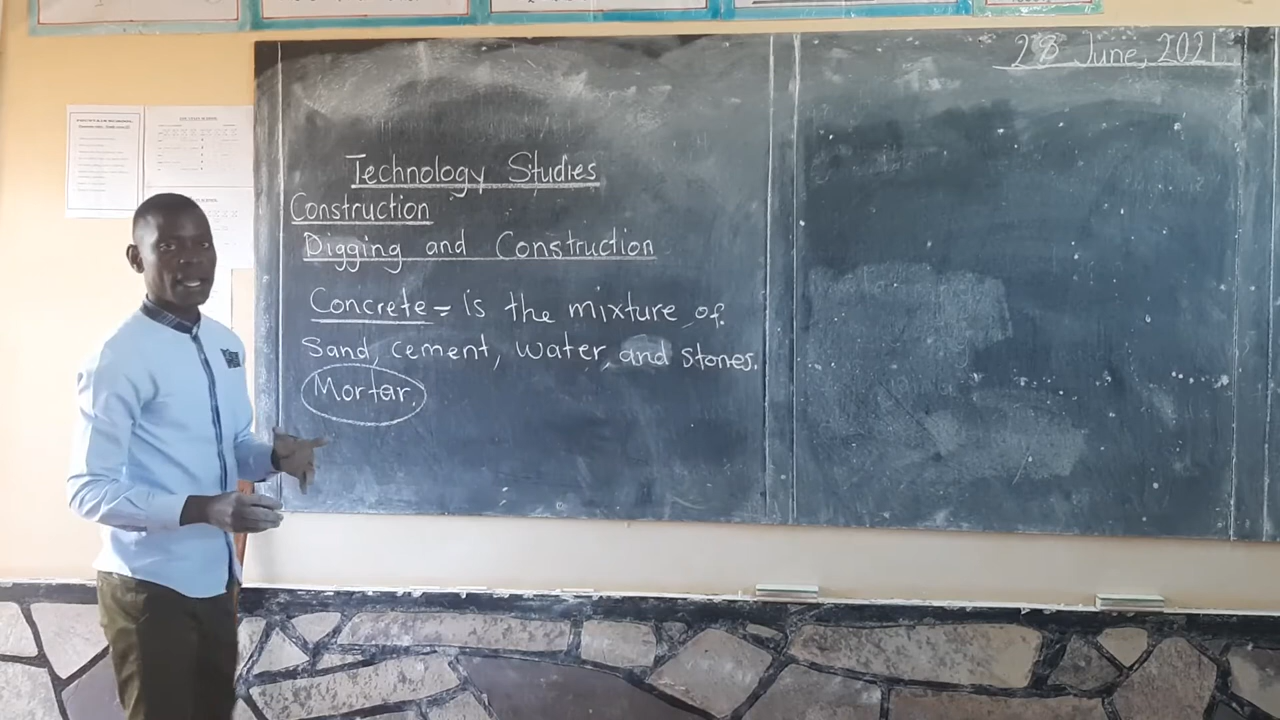 28 June, 2021
Technology Studies
Construction
Digging and Construction
Concrete = is the mixture of
Sand, cement, water, and stones.
Mortar.